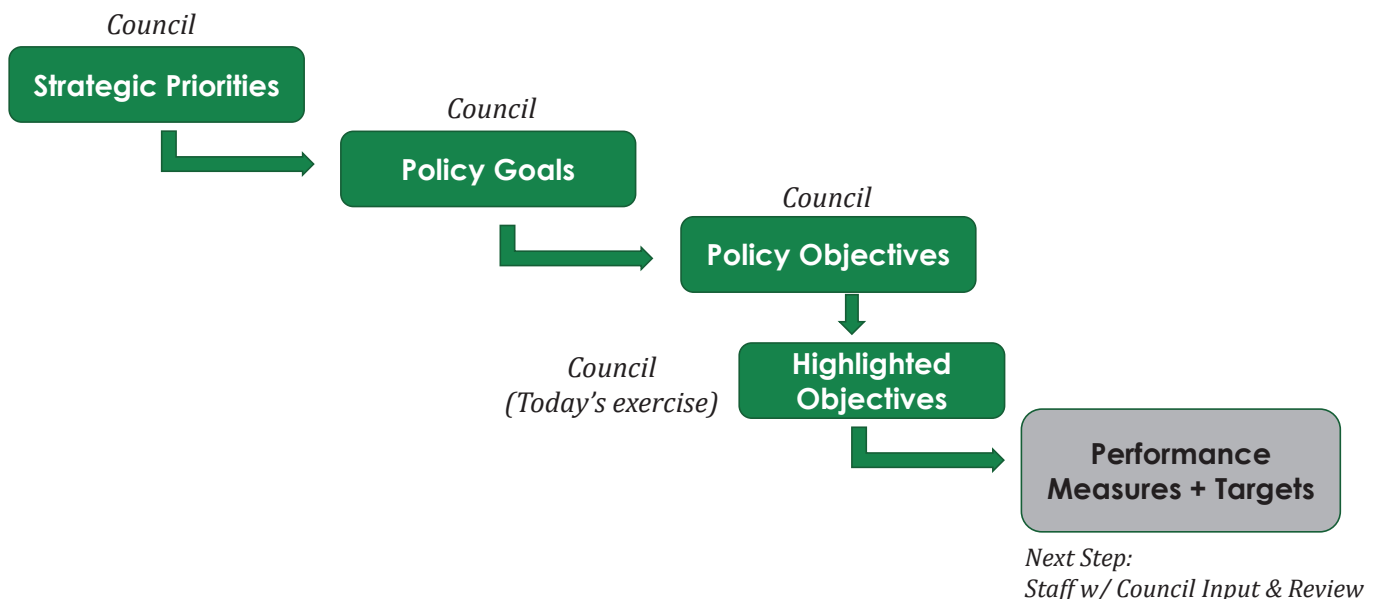 Council
Strategic Priorities
Council
Policy Goals
Council
Policy Objectives
Council
(Today's exercise)
Highlighted
Objectives
Performance
Measures + Targets
Next Step:
Staff w/ Council Input & Review